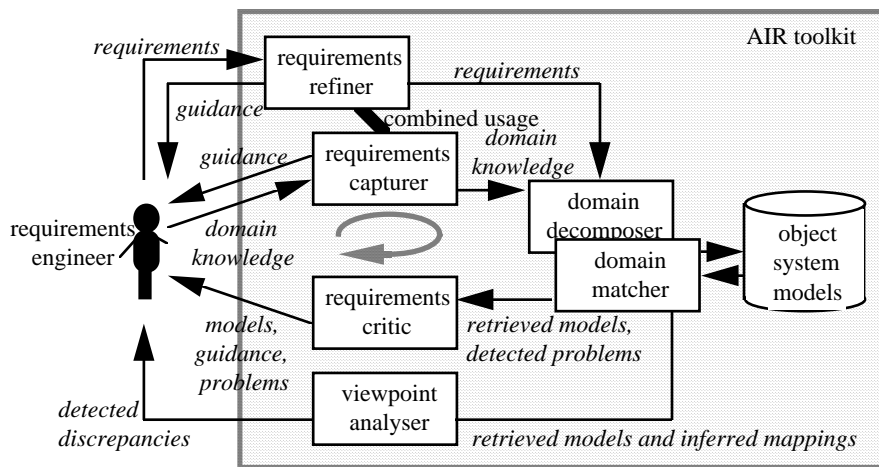 AIR toolkit
requirements
requirements
refiner
requirements
guidance
combined usage
guidance
requirements
capturer
domain
knowledge
domain
decomposer
requirements
engineer
domain
knowledge
domain
matcher
object
system
models
requirements
critic
models,
guidance,
problems
retrieved models,
detected problems
viewpoint
analyser
detected
discrepancies
retrieved models and inferred mappings